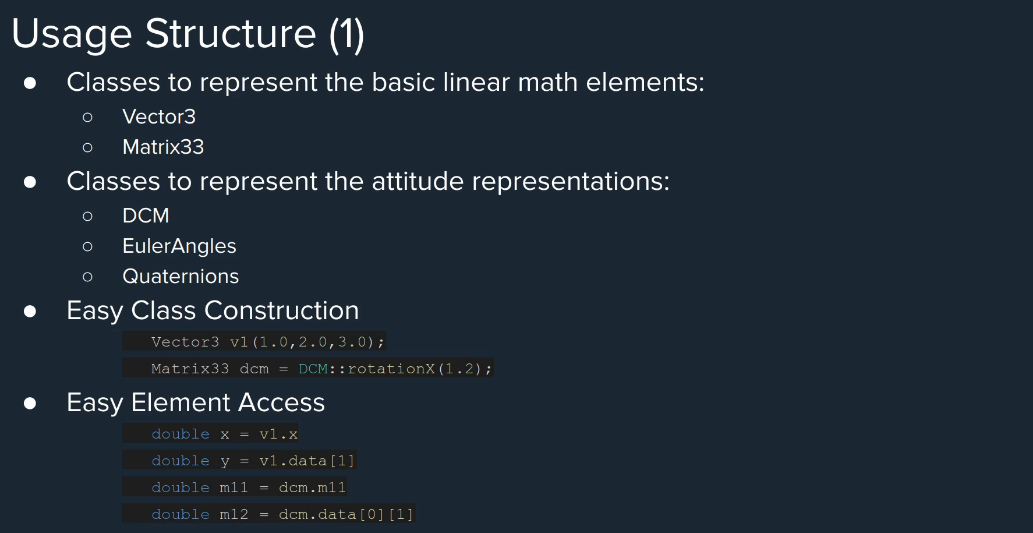 Usage Structure (1)
● Classes to represent the basic linear math elements:
○ Vector3
○ Matrix33
● Classes to represent the attitude representations:
○ DCM
○ EulerAngles
○ Quaternions
● Easy Class Construction
Vector3 v1(1.0,2.0,3.0);
Matrix33 dcm = DCM::rotationX(1.2);
● Easy Element Access
double x = v1.x
double y = v1.data[1]
double m11 = dcm.m11
double m12 = dcm.data[0][1]